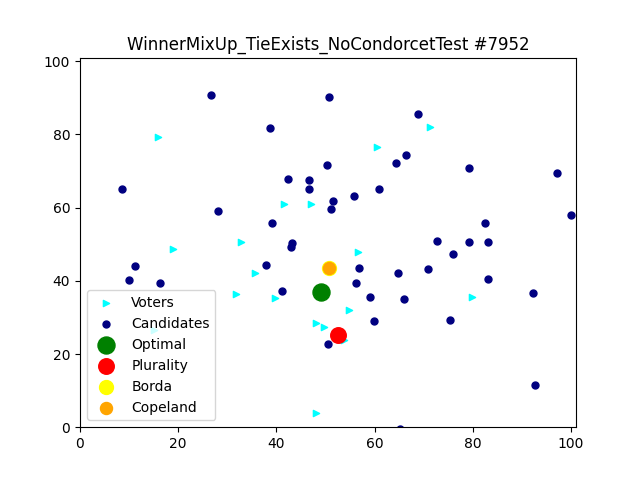 WinnerMixUp_TieExists_NoCondorcetTest #7952
100
80
60
40
20
0
Voters
Candidates
Optimal
Plurality
Borda
Copeland
0 20 40 60 80 100